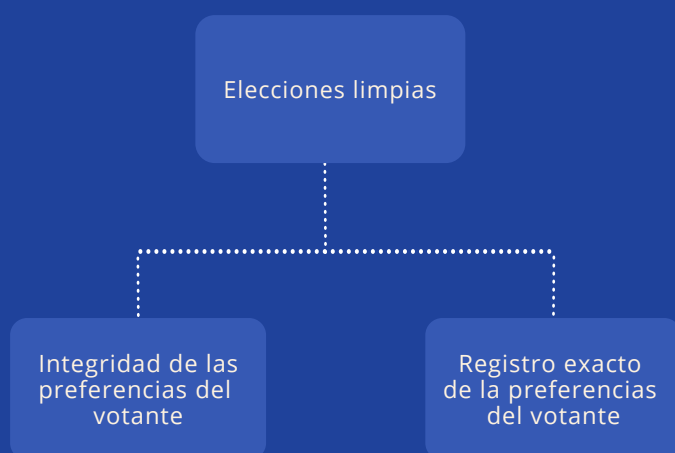 Elecciones limpias
Integridad de las
preferencias del
votante
Registro exacto
de la preferencias
del votante